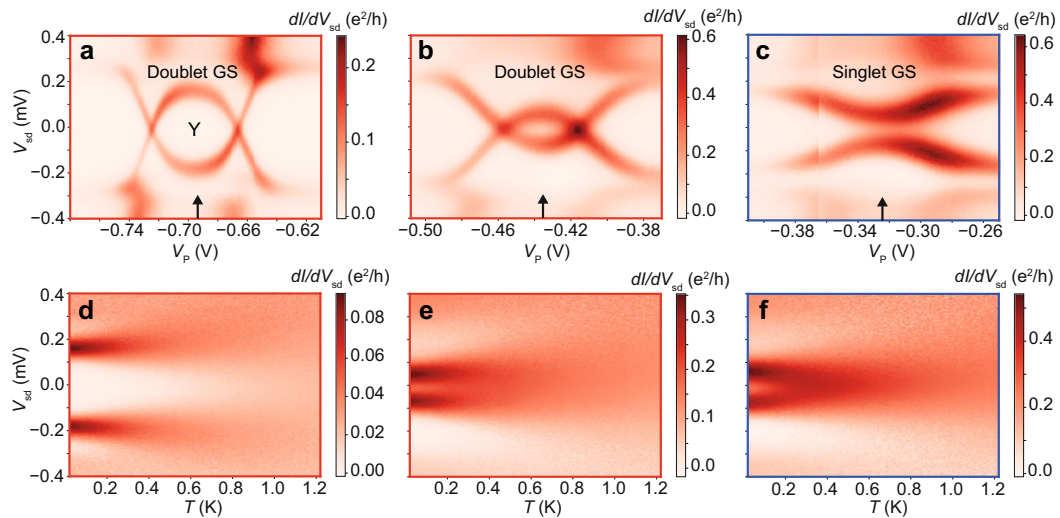 dI/dVsd (e²/h)
dI/dVsd (e²/h)
dI/dVsd (e²/h)
a
Doublet GS
Y
b
Doublet GS
c
Singlet GS
0.4
0.2
0.0
−0.2
−0.4
Vsd (mV)
0.2
0.1
0.0
0.6
0.4
0.2
0.0
0.6
0.4
0.2
0.0
−0.74 −0.70 −0.66 −0.62
−0.50 −0.46 −0.42 −0.38
−0.38 −0.34 −0.30 −0.26
VP (V)
VP (V)
VP (V)
dI/dVsd (e²/h)
dI/dVsd (e²/h)
dI/dVsd (e²/h)
d
e
f
0.4
0.2
0.0
−0.2
−0.4
Vsd (mV)
0.08
0.06
0.04
0.02
0.00
0.3
0.2
0.1
0.0
0.4
0.2
0.0
0.2 0.4 0.6 0.8 1.0 1.2
0.2 0.4 0.6 0.8 1.0 1.2
0.2 0.4 0.6 0.8 1.0 1.2
T (K)
T (K)
T (K)